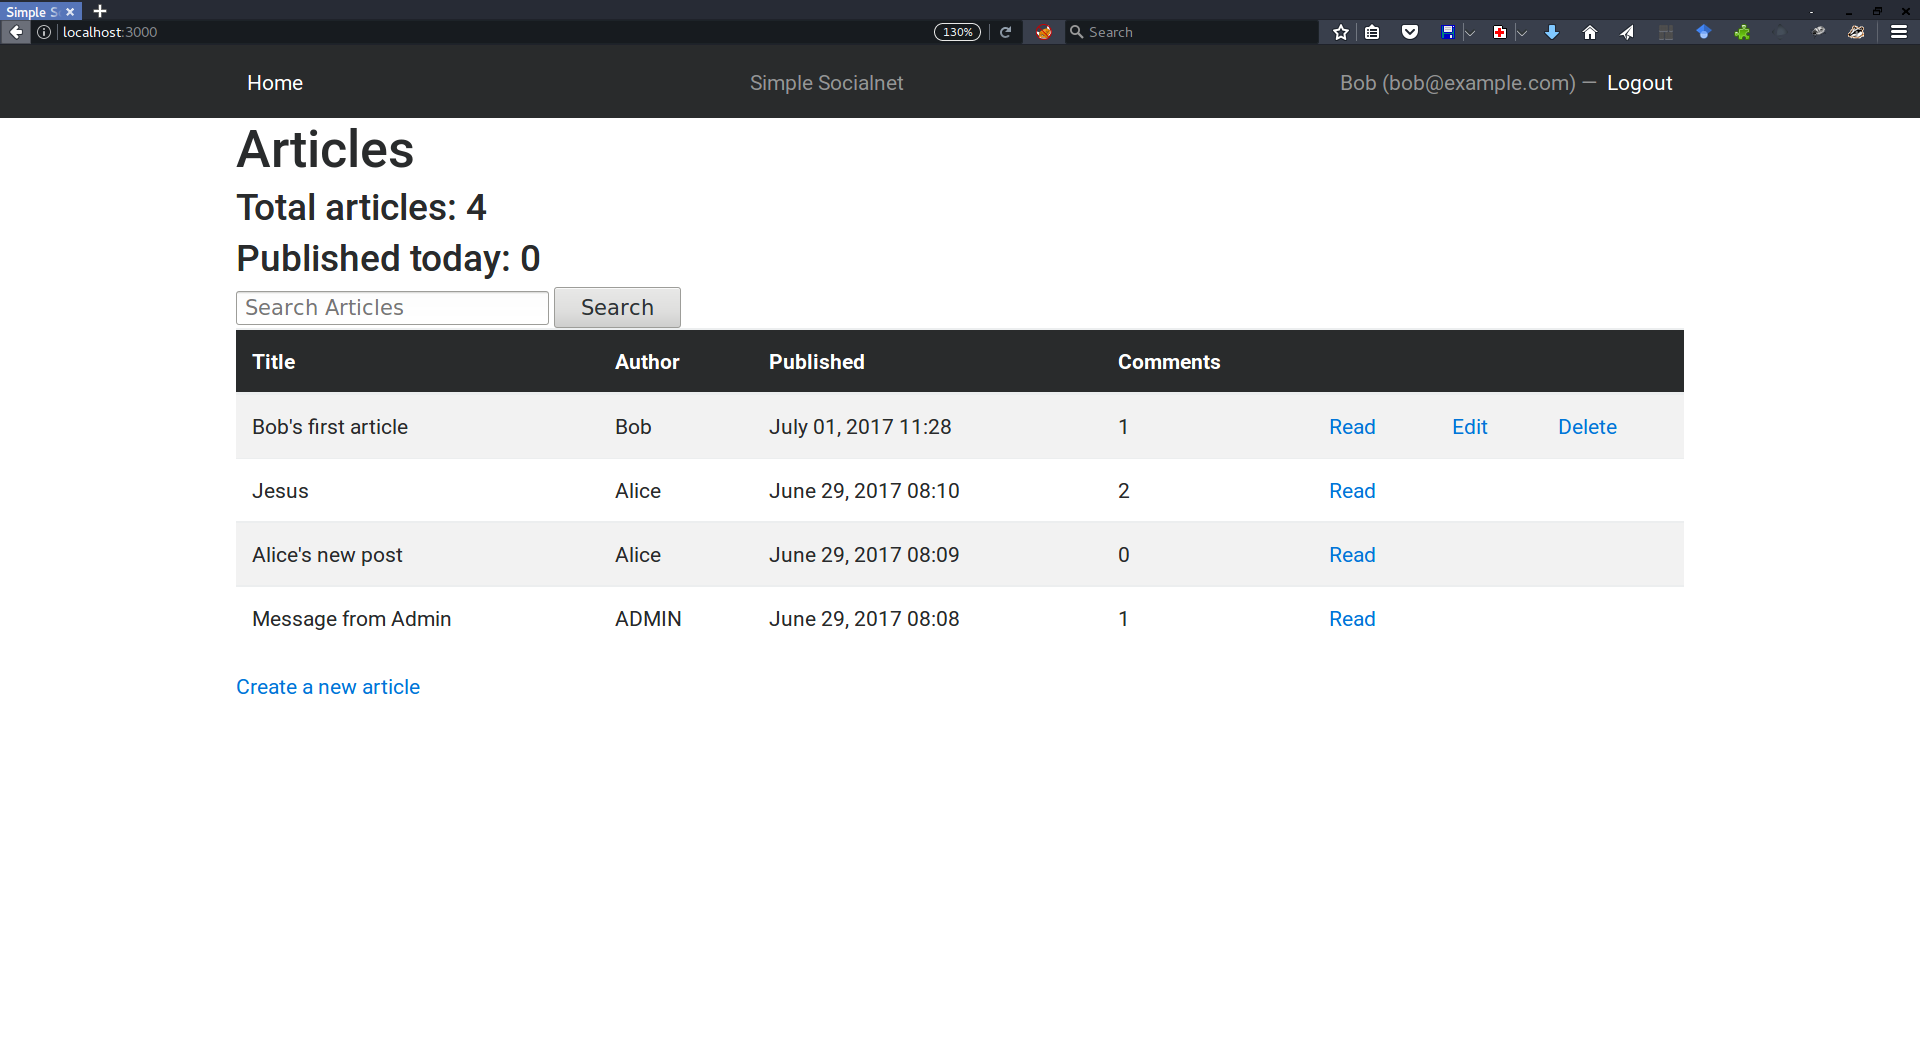 Simple S
localhost:3000
130%
Search
Home
Simple Socialnet
Bob (bob@example.com) — Logout
Articles
Total articles: 4
Published today: 0
Search Articles
Search
Title Author Published Comments
Bob's first article Bob July 01, 2017 11:28 1 Read Edit Delete
Jesus Alice June 29, 2017 08:10 2 Read
Alice's new post Alice June 29, 2017 08:09 0 Read
Message from Admin ADMIN June 29, 2017 08:08 1 Read
Create a new article